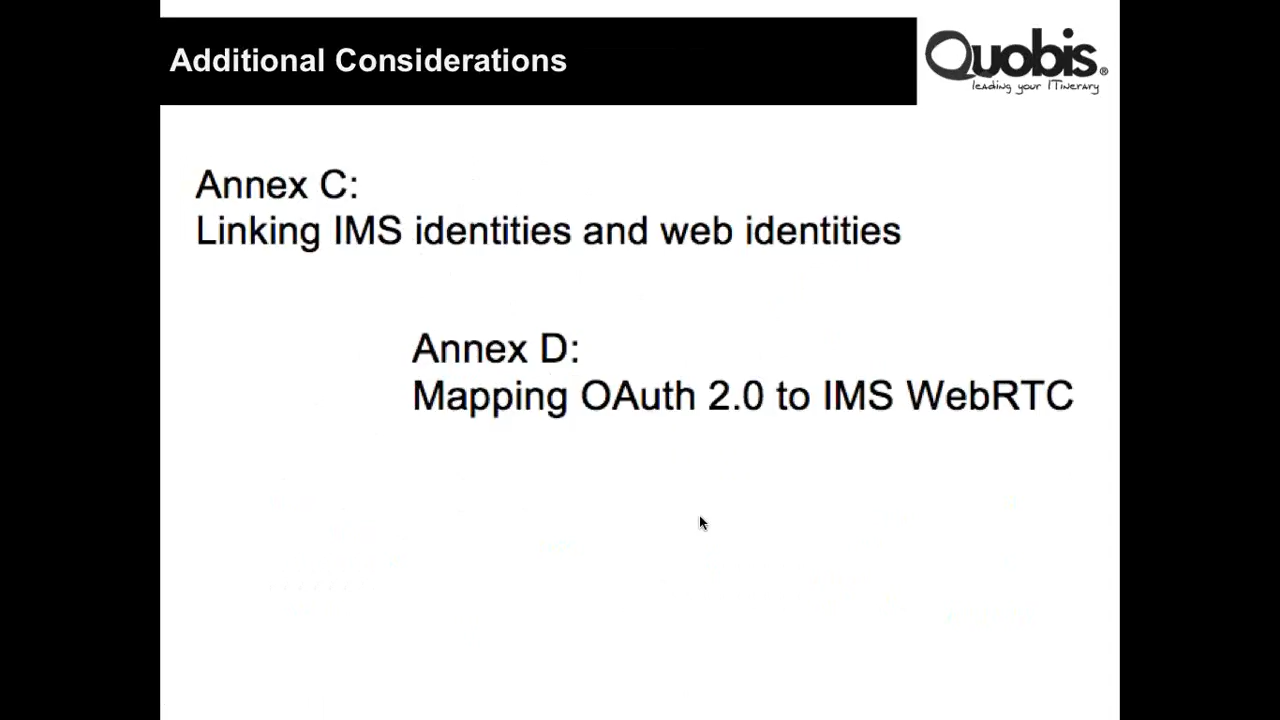 Additional Considerations
Quobis®
leading your ITinerary
Annex C:
Linking IMS identities and web identities
Annex D:
Mapping OAuth 2.0 to IMS WebRTC